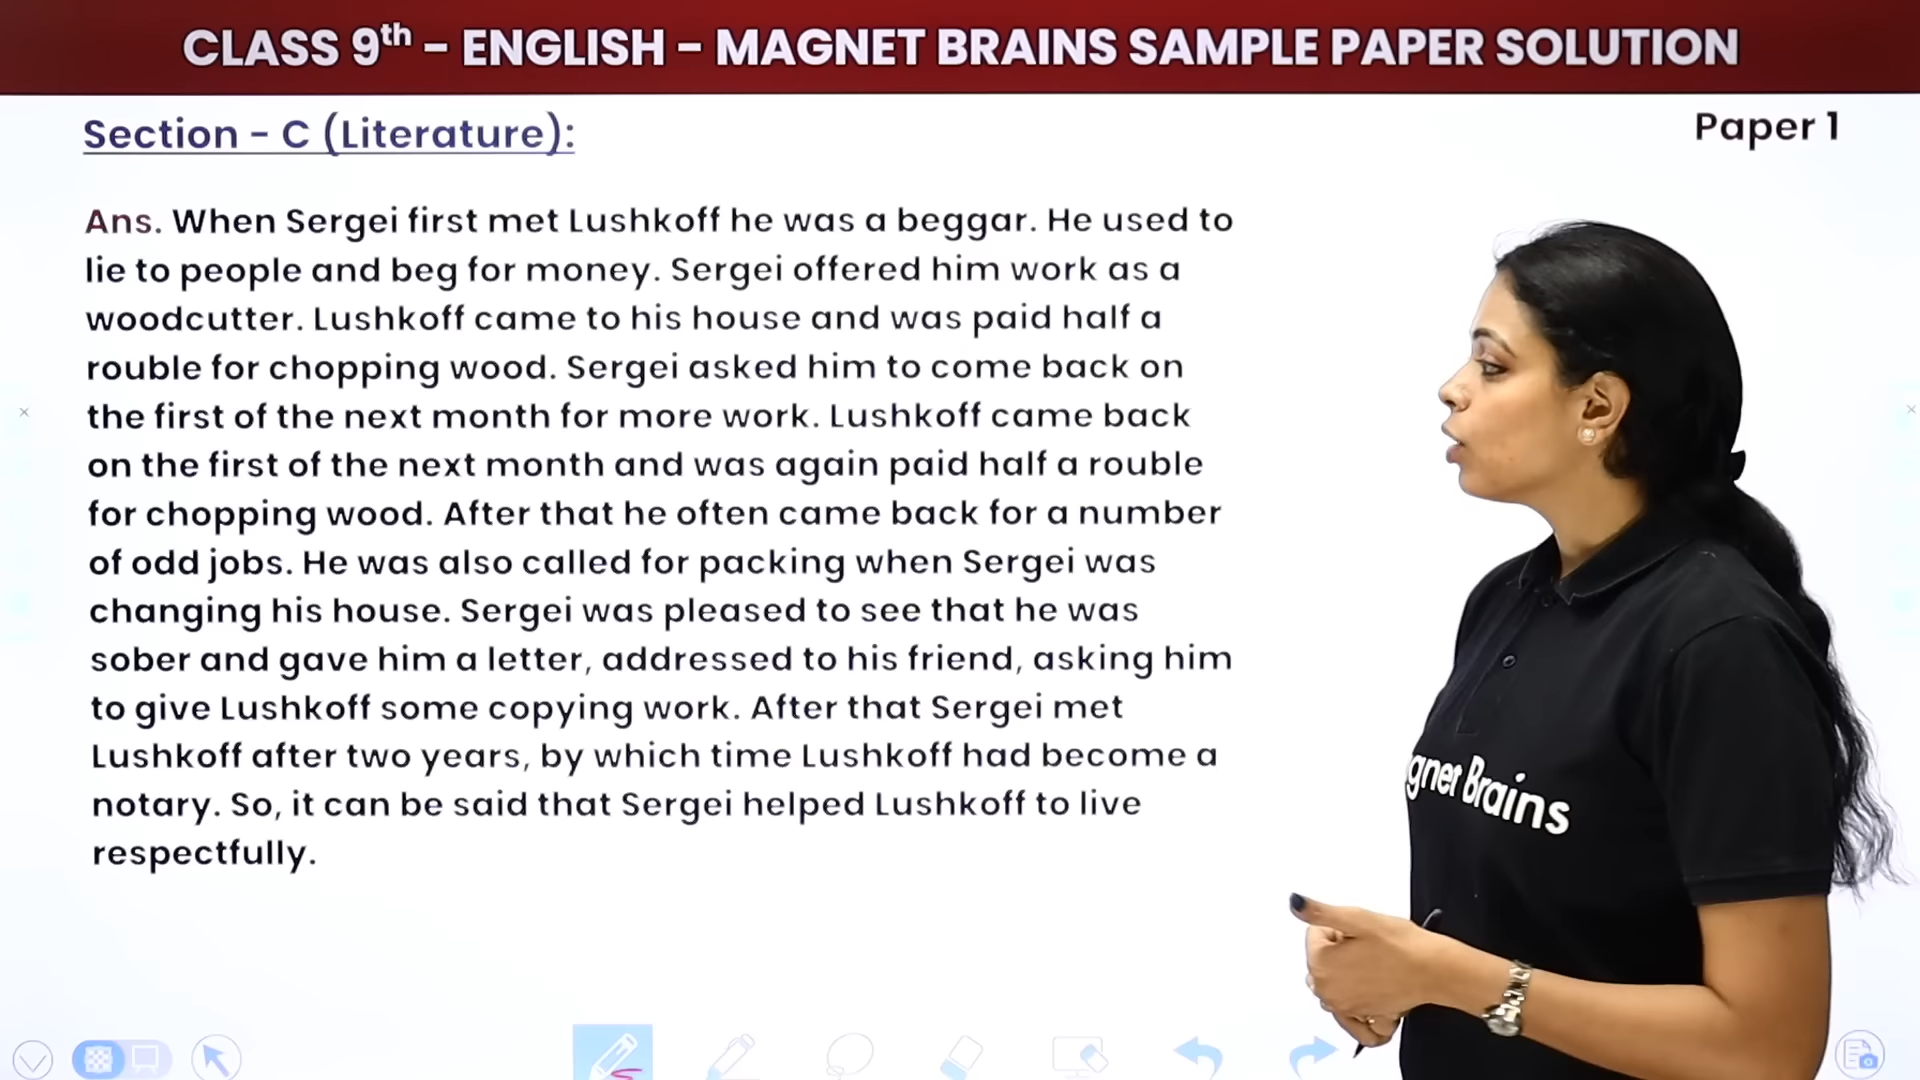 CLASS 9th – ENGLISH – MAGNET BRAINS SAMPLE PAPER SOLUTION
Section - C (Literature):
Paper 1
Ans. When Sergei first met Lushkoff he was a beggar. He used to
lie to people and beg for money. Sergei offered him work as a
woodcutter. Lushkoff came to his house and was paid half a
rouble for chopping wood. Sergei asked him to come back on
the first of the next month for more work. Lushkoff came back
on the first of the next month and was again paid half a rouble
for chopping wood. After that he often came back for a number
of odd jobs. He was also called for packing when Sergei was
changing his house. Sergei was pleased to see that he was
sober and gave him a letter, addressed to his friend, asking him
to give Lushkoff some copying work. After that Sergei met
Lushkoff after two years, by which time Lushkoff had become a
notary. So, it can be said that Sergei helped Lushkoff to live
respectfully.
gnet Brains